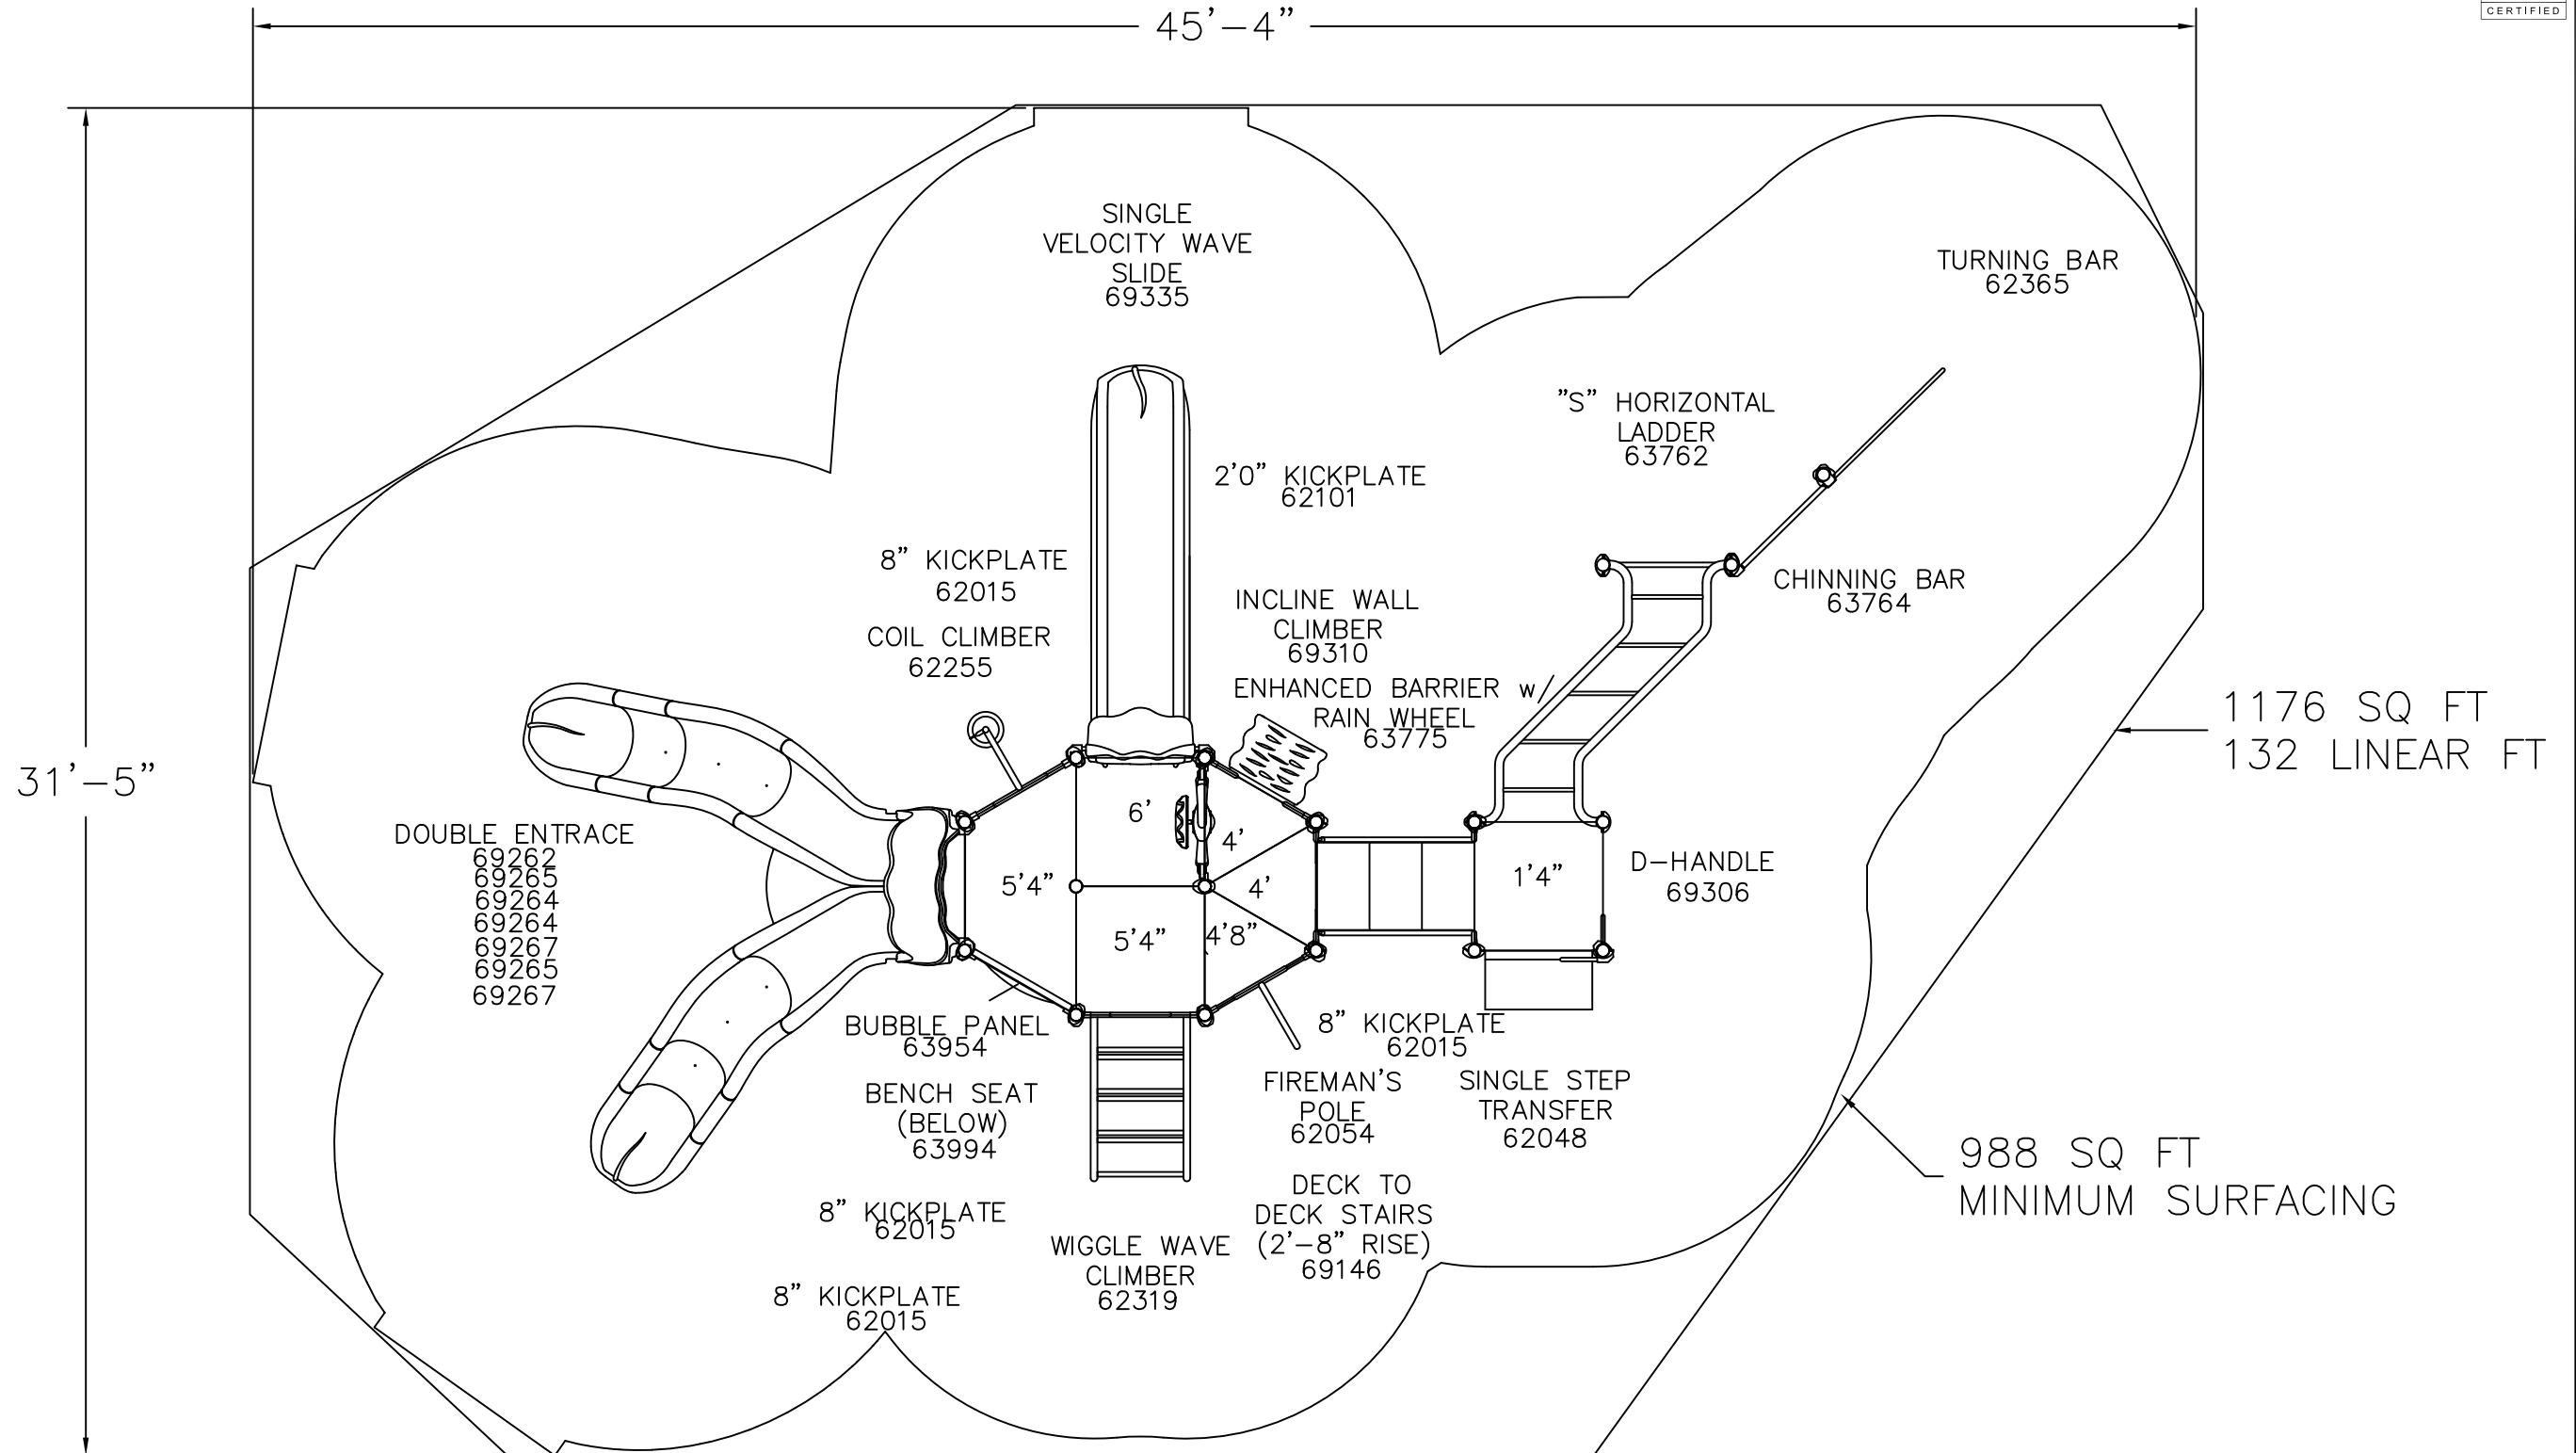 CERTIFIED
45'-4"
SINGLE
VELOCITY WAVE
SLIDE
69335
TURNING BAR
62365
"S" HORIZONTAL
LADDER
63762
2'0" KICKPLATE
62101
8" KICKPLATE
62015
COIL CLIMBER
62255
INCLINE WALL
CLIMBER
69310
ENHANCED BARRIER w/
RAIN WHEEL
63775
CHINNING BAR
63764
1176 SQ FT
132 LINEAR FT
31'-5"
DOUBLE ENTRACE
69262
69265
69264
69264
69267
69265
69267
6'
4'
5'4"
4'
5'4"
4'8"
1'4"
D-HANDLE
69306
BUBBLE PANEL
63954
BENCH SEAT
(BELOW)
63994
8" KICKPLATE
62015
FIREMAN'S
POLE
62054
SINGLE STEP
TRANSFER
62048
988 SQ FT
MINIMUM SURFACING
8" KICKPLATE
62015
WIGGLE WAVE
CLIMBER
62319
DECK TO
DECK STAIRS
(2'-8" RISE)
69146
8" KICKPLATE
62015